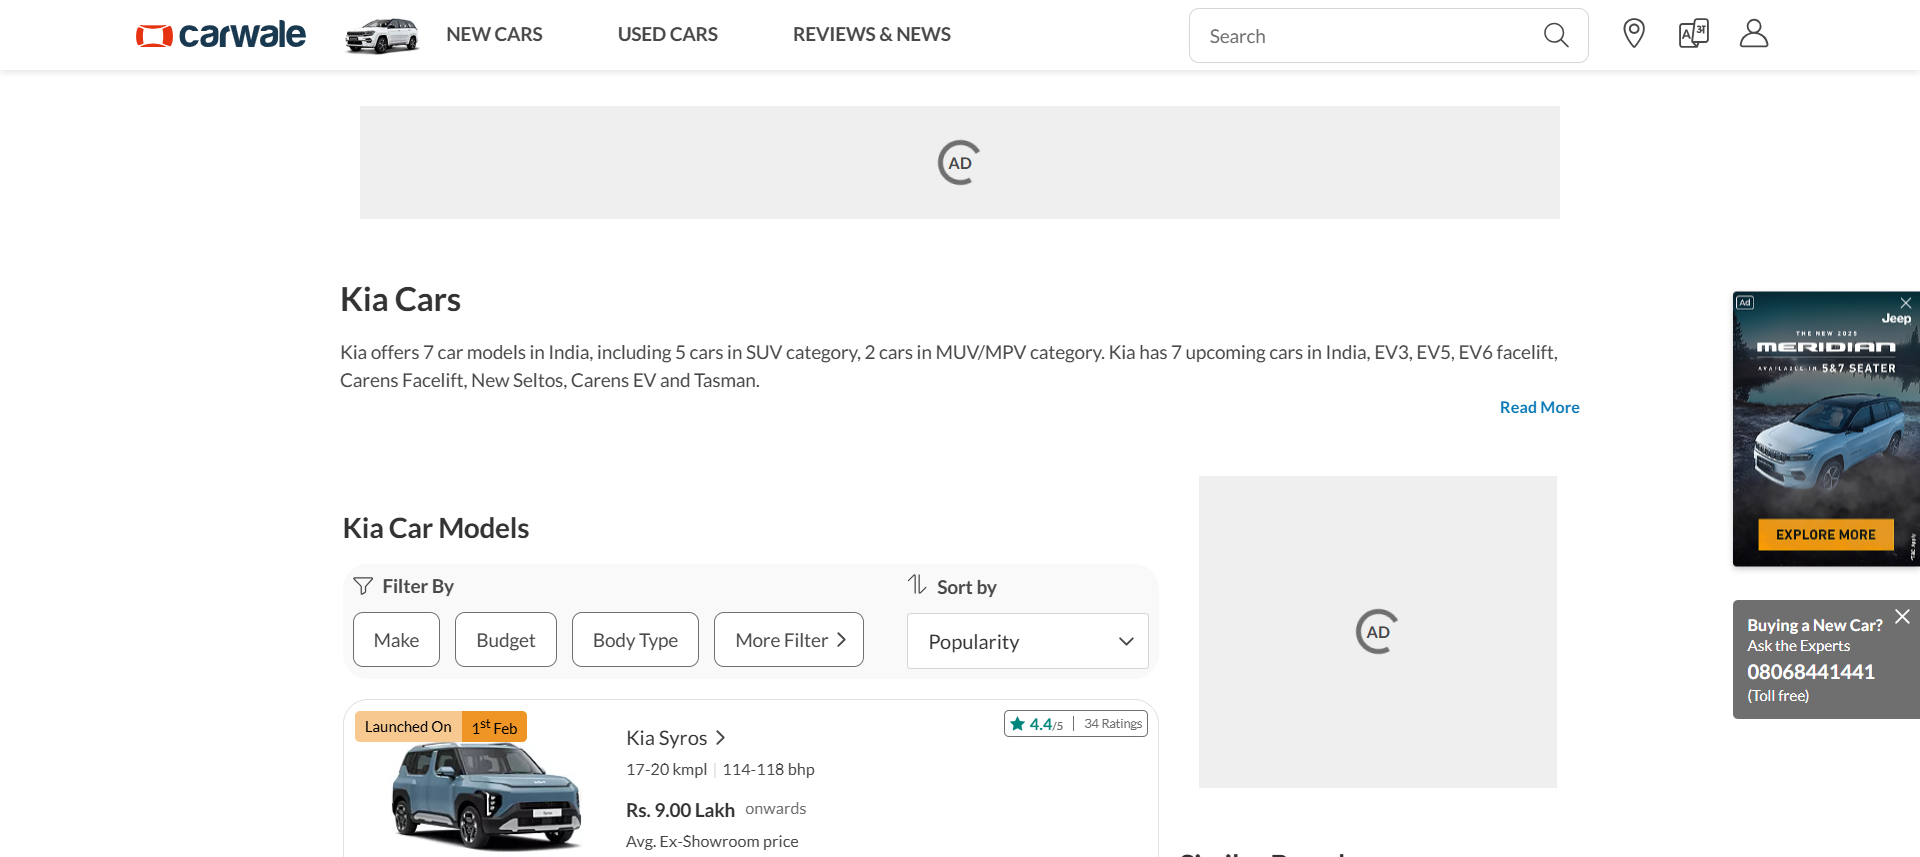 carwale
NEW CARS
USED CARS
REVIEWS & NEWS
Search
A अ
AD
Kia Cars
Kia offers 7 car models in India, including 5 cars in SUV category, 2 cars in MUV/MPV category. Kia has 7 upcoming cars in India, EV3, EV5, EV6 facelift,
Carens Facelift, New Seltos, Carens EV and Tasman.
Read More
Kia Car Models
Filter By
Sort by
Make
Budget
Body Type
More Filter
Popularity
Launched On 1st Feb
Kia Syros
4.4/5 | 34 Ratings
17-20 kmpl | 114-118 bhp
Rs. 9.00 Lakh onwards
Avg. Ex-Showroom price
AD
Ad
Jeep
THE NEW 2025
MERIDIAN
AVAILABLE IN 5&7 SEATER
EXPLORE MORE
*T&C Apply
Buying a New Car?
Ask the Experts
08068441441
(Toll free)